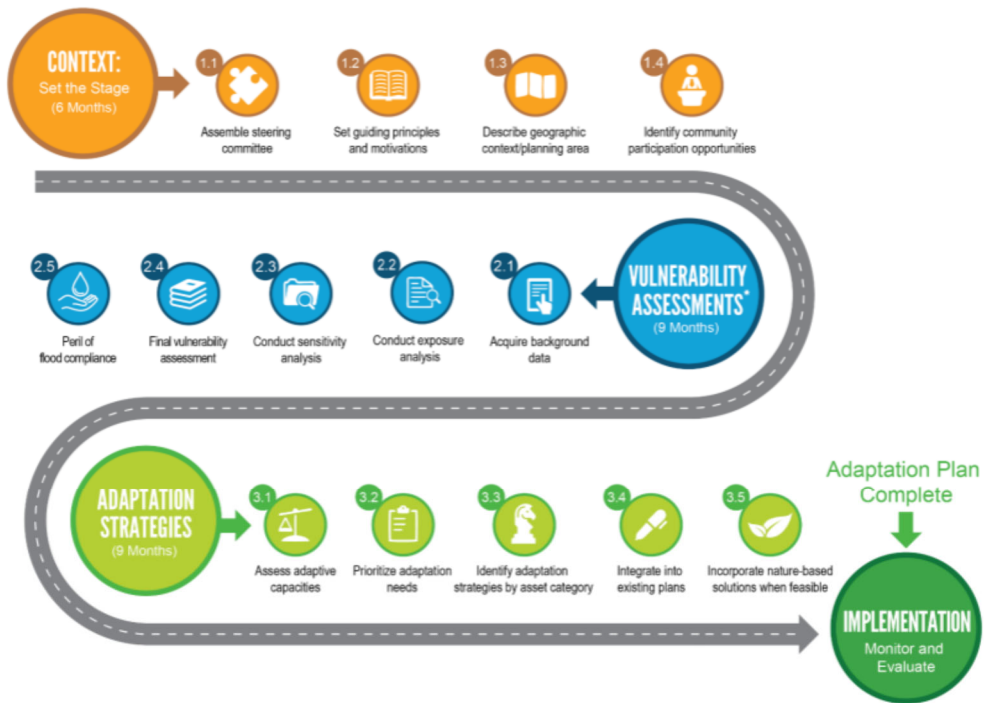 CONTEXT:
Set the Stage
(6 Months)
1.1
Assemble steering
committee
1.2
Set guiding principles
and motivations
1.3
Describe geographic
context/planning area
1.4
Identify community
participation opportunities
VULNERABILITY
ASSESSMENTS*
(9 Months)
2.1
Acquire background
data
2.2
Conduct exposure
analysis
2.3
Conduct sensitivity
analysis
2.4
Final vulnerability
assessment
2.5
Peril of
flood compliance
ADAPTATION
STRATEGIES
(9 Months)
3.1
Assess adaptive
capacities
3.2
Prioritize adaptation
needs
3.3
Identify adaptation
strategies by asset category
3.4
Integrate into
existing plans
3.5
Incorporate nature-based
solutions when feasible
Adaptation Plan
Complete
IMPLEMENTATION
Monitor and
Evaluate